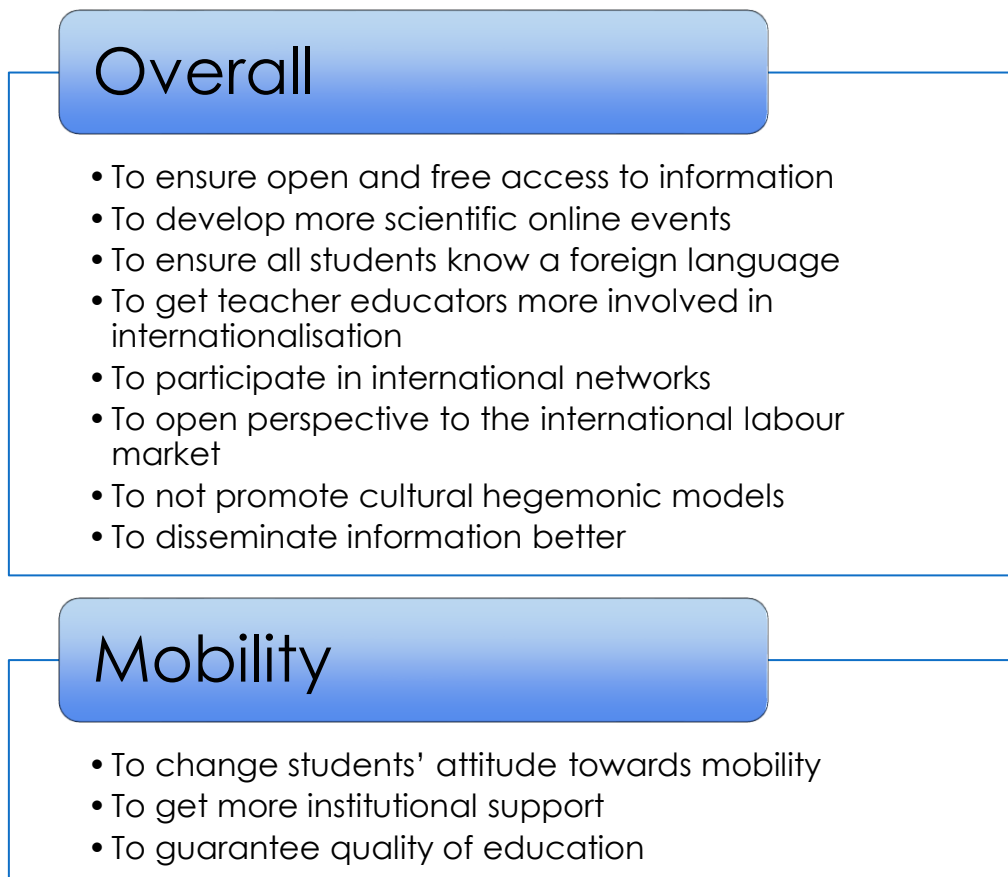 Overall
• To ensure open and free access to information
• To develop more scientific online events
• To ensure all students know a foreign language
• To get teacher educators more involved in
internationalisation
• To participate in international networks
• To open perspective to the international labour
market
• To not promote cultural hegemonic models
• To disseminate information better
Mobility
• To change students’ attitude towards mobility
• To get more institutional support
• To guarantee quality of education